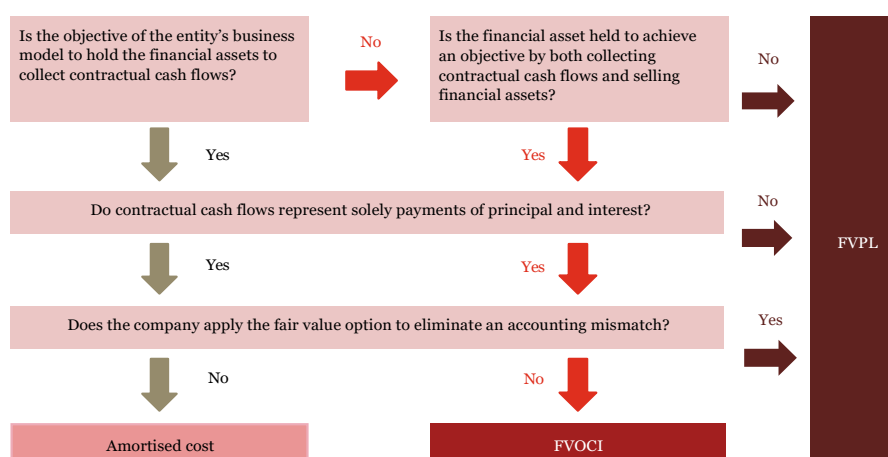 Is the objective of the entity's business
model to hold the financial assets to
collect contractual cash flows?
No
Is the financial asset held to achieve
an objective by both collecting
contractual cash flows and selling
financial assets?
No
Yes
Yes
Do contractual cash flows represent solely payments of principal and interest?
No
FVPL
Yes
Yes
Does the company apply the fair value option to eliminate an accounting mismatch?
Yes
No
No
Amortised cost
FVOCI